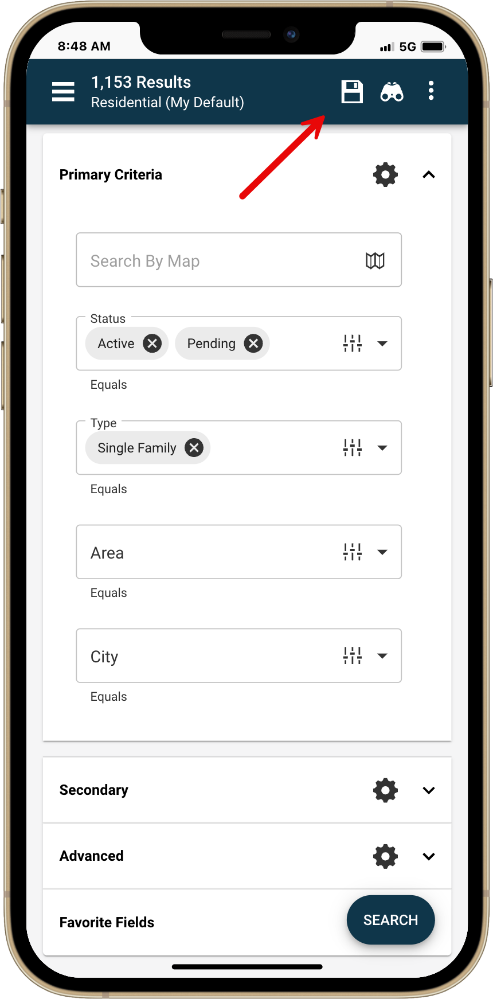 8:48 AM
5G
1,153 Results
Residential (My Default)
Primary Criteria
Search By Map
Status
Active
Pending
Equals
Type
Single Family
Equals
Area
Equals
City
Equals
Secondary
Advanced
Favorite Fields
SEARCH